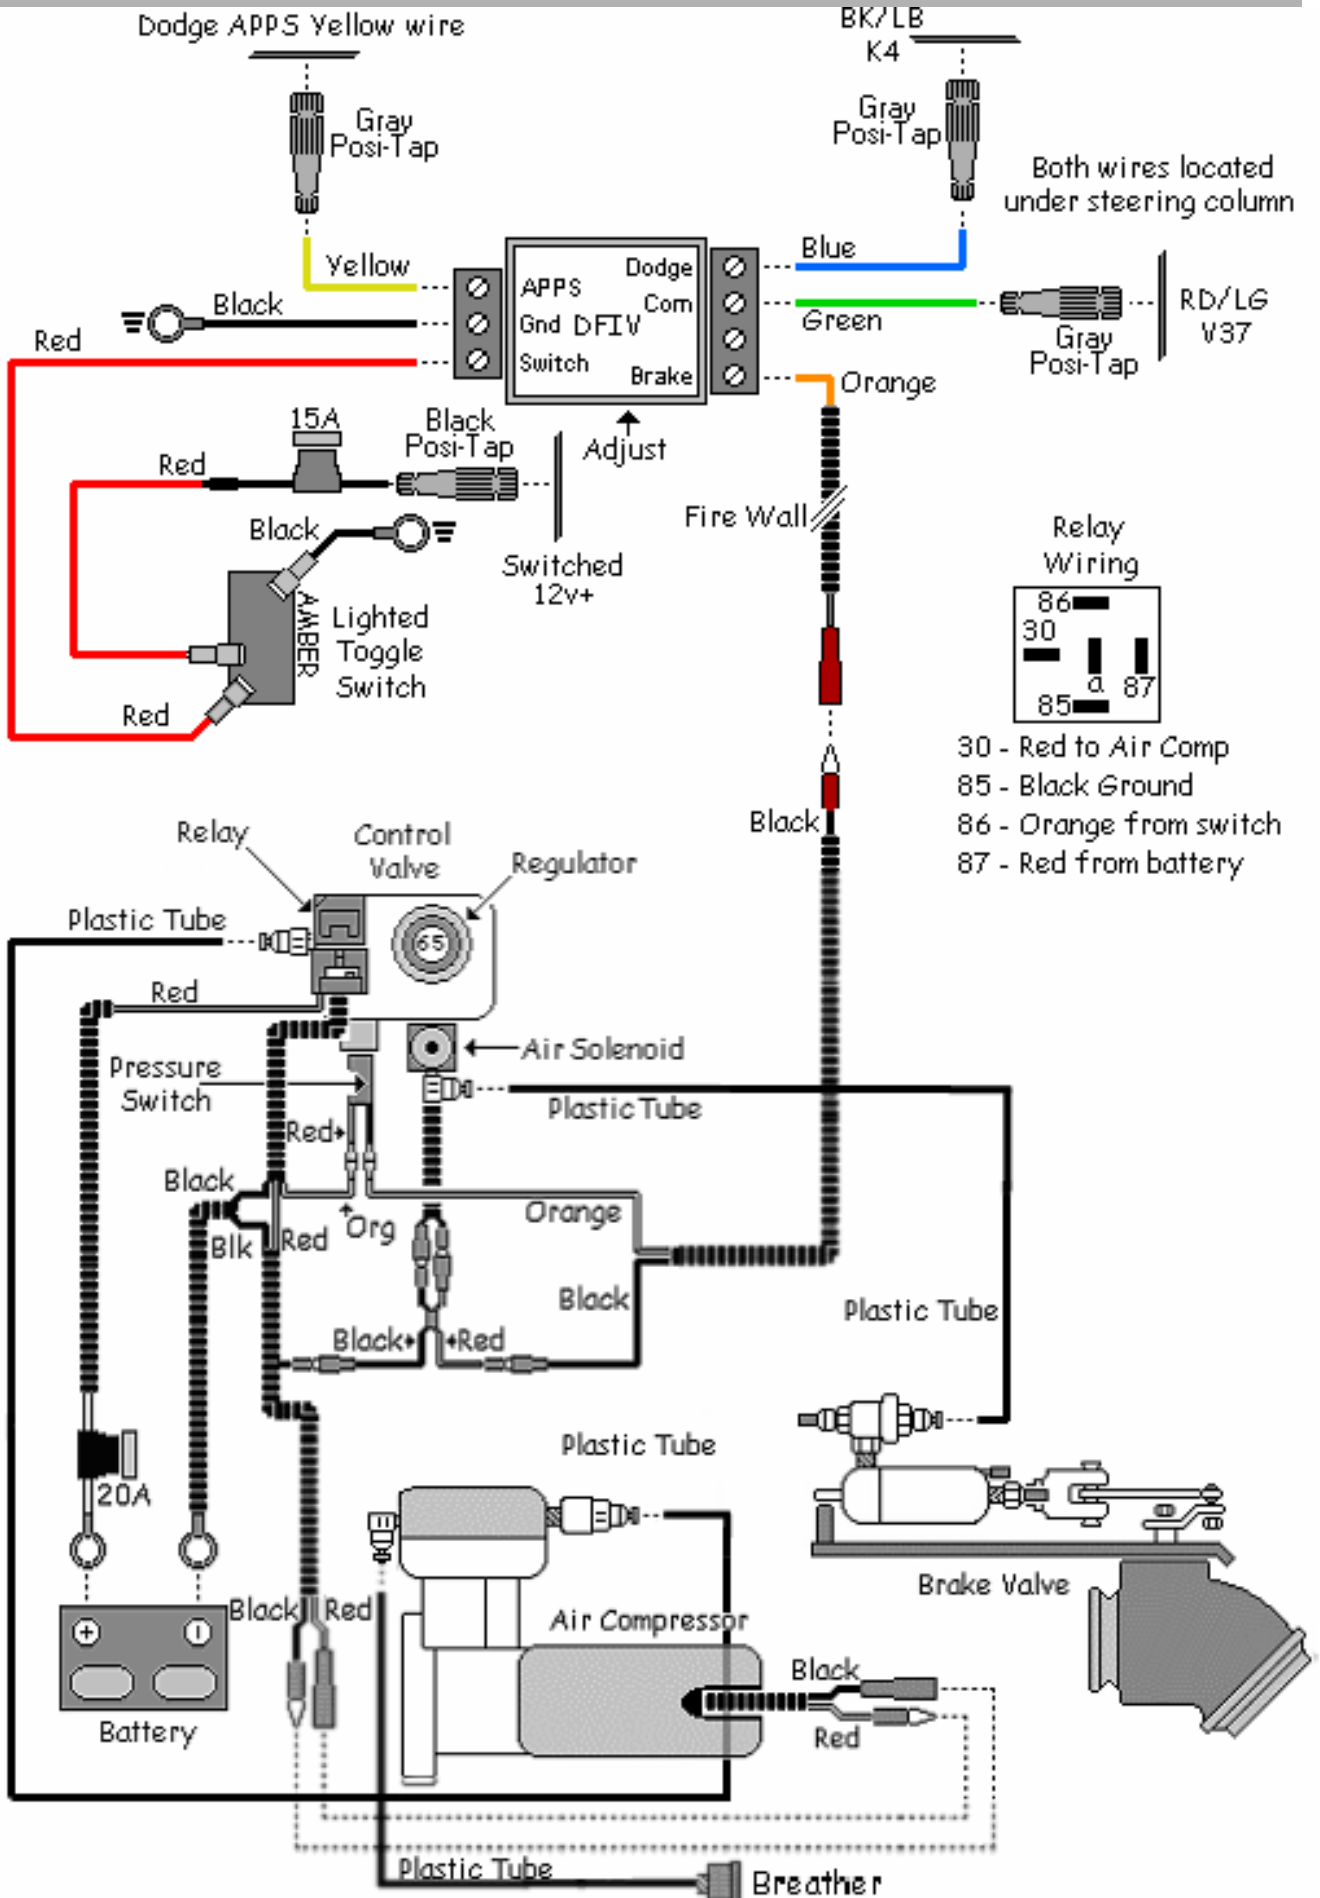 Dodge APPS Yellow wire
BK/LB
K4
Gray
Posi-Tap
Gray
Posi-Tap
Both wires located
under steering column
Yellow
Blue
Black
Green
Red
APPS
Gnd DFIV
Switch
Dodge
Com
Brake
Gray
Posi-Tap
RD/LG
V37
Orange
15A
Black
Posi-Tap
Adjust
Red
Black
Switched
12v+
Fire Wall
AMBER
Lighted
Toggle
Switch
Red
Relay
Wiring
86
30
a
87
85
30 - Red to Air Comp
85 - Black Ground
86 - Orange from switch
87 - Red from battery
Black
Relay
Control
Valve
Regulator
Plastic Tube
65
Red
Air Solenoid
Pressure
Switch
Plastic Tube
Red
Black
Org
Orange
Blk
Red
Black
Plastic Tube
Black
Red
20A
Plastic Tube
Brake Valve
Black
Red
Air Compressor
+
Battery
Black
Red
Plastic Tube
Breather